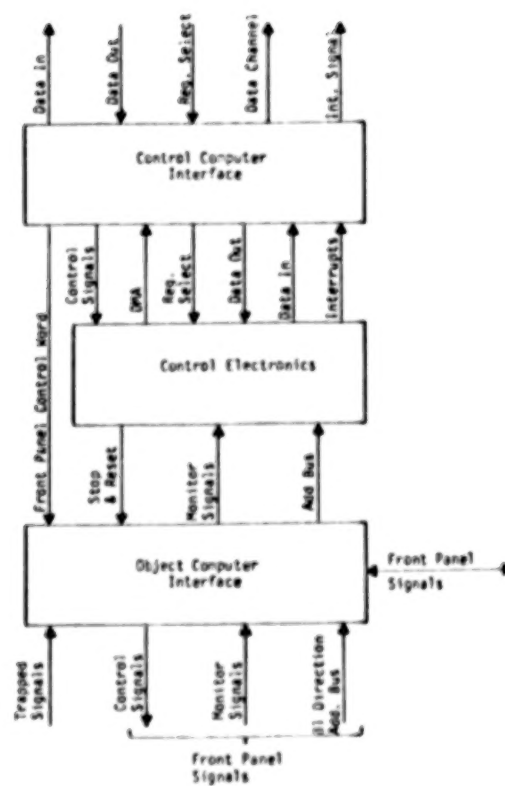 Data In
Data Out
Reg. Select
Data Channel
Int. Signal
Control Computer
Interface
Front Panel Control Word
Control
Signals
DMA
Reg.
Select
Data Out
Data In
Interrupts
Control Electronics
Stop
& Reset
Monitor
Signals
Add Bus
Object Computer
Interface
Front Panel
Signals
Trapped
Signals
Control
Signals
Monitor
Signals
Direction
Add. Bus
Front Panel
Signals